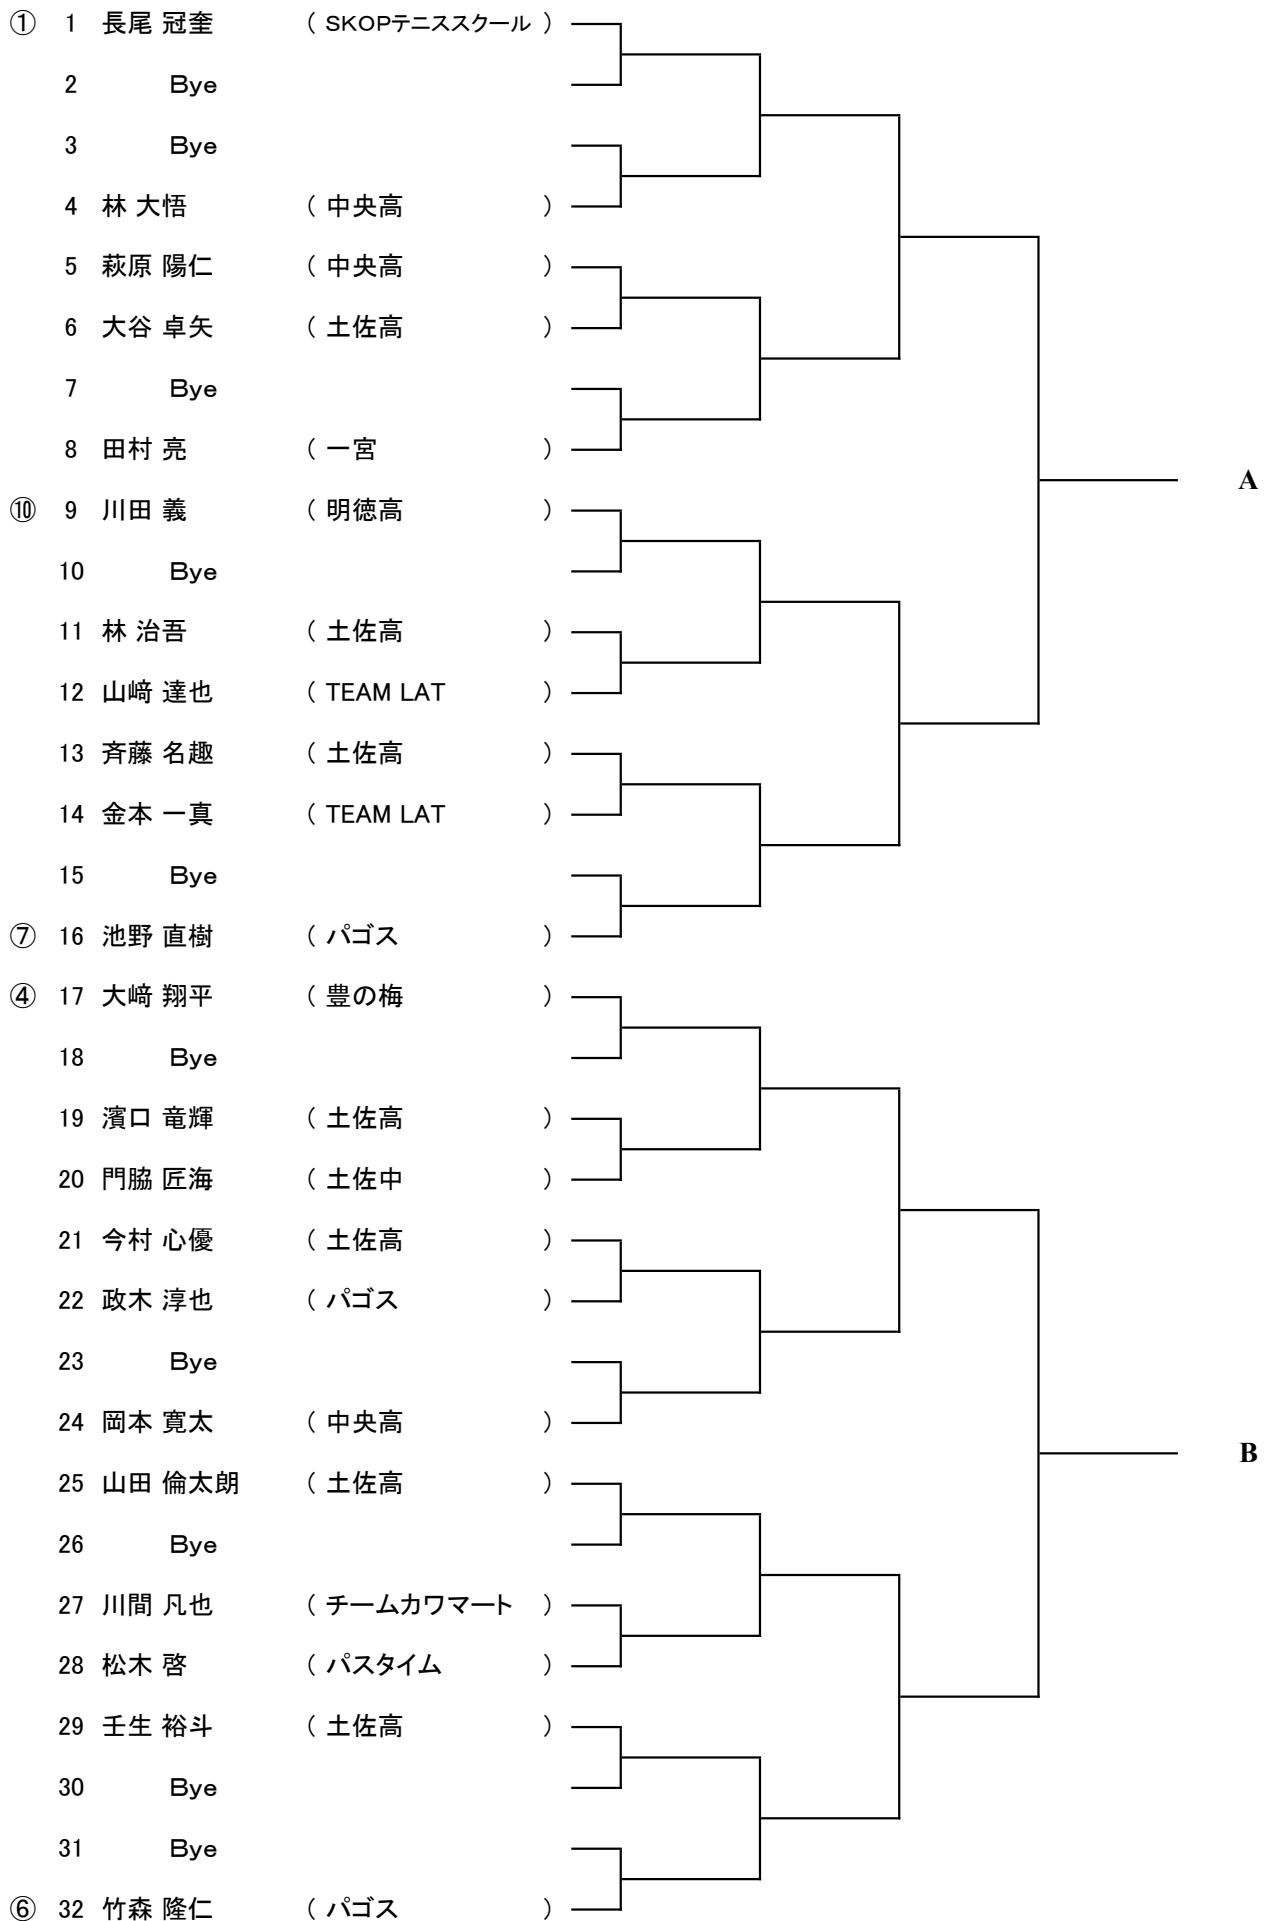 ① 1 長尾 冠奎 ( SKOPテニススクール )
2 Bye
3 Bye
4 林 大悟 ( 中央高 )
5 萩原 陽仁 ( 中央高 )
6 大谷 卓矢 ( 土佐高 )
7 Bye
8 田村 亮 ( 一宮 )
A
⑩ 9 川田 義 ( 明徳高 )
10 Bye
11 林 治吾 ( 土佐高 )
12 山﨑 達也 ( TEAM LAT )
13 斉藤 名趣 ( 土佐高 )
14 金本 一真 ( TEAM LAT )
15 Bye
⑦ 16 池野 直樹 ( パゴス )
④ 17 大﨑 翔平 ( 豊の梅 )
18 Bye
19 濱口 竜輝 ( 土佐高 )
20 門脇 匠海 ( 土佐中 )
21 今村 心優 ( 土佐高 )
22 政木 淳也 ( パゴス )
23 Bye
24 岡本 寛太 ( 中央高 )
B
25 山田 倫太朗 ( 土佐高 )
26 Bye
27 川間 凡也 ( チームカワマート )
28 松木 啓 ( パスタイム )
29 壬生 裕斗 ( 土佐高 )
30 Bye
31 Bye
⑥ 32 竹森 隆仁 ( パゴス )